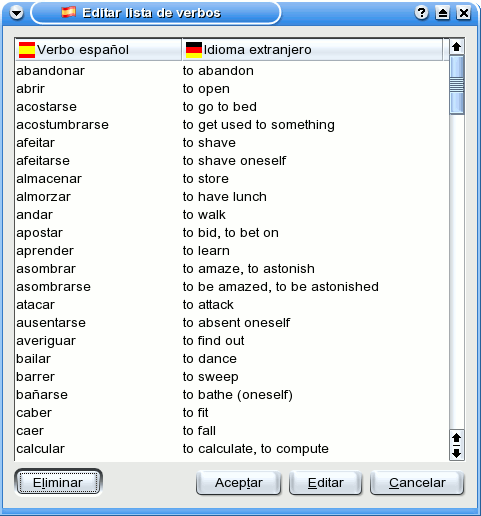 Editar lista de verbos
Verbo español Idioma extranjero
abandonar to abandon
abrir to open
acostarse to go to bed
acostumbrarse to get used to something
afeitar to shave
afeitarse to shave oneself
almacenar to store
almorzar to have lunch
andar to walk
apostar to bid, to bet on
aprender to learn
asombrar to amaze, to astonish
asombrarse to be amazed, to be astonished
atacar to attack
ausentarse to absent oneself
averiguar to find out
bailar to dance
barrer to sweep
bañarse to bathe (oneself)
caber to fit
caer to fall
calcular to calculate, to compute
Eliminar Aceptar Editar Cancelar